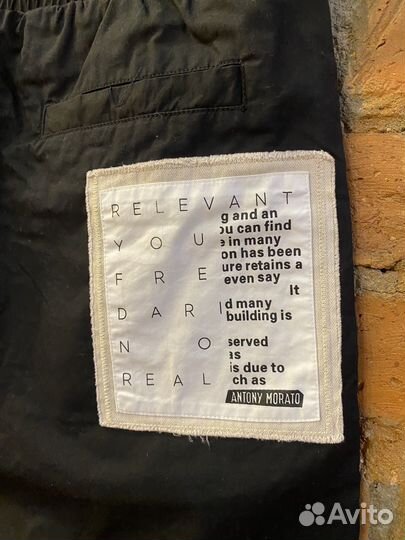 RELEVANT
g and an
ou can find
YOU
e in many
on has been
FRE
ure retains a
even say
It
DARI
d many
building is
NO
served
as
is due to
REAL
ch as
ANTONY MORATO
Avito